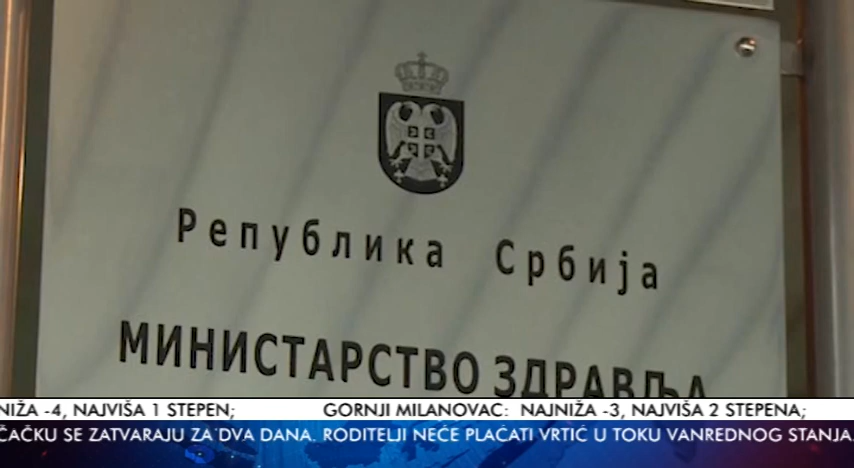 Република Србија
МИНИСТАРСТВО ЗДРАВЉА
NIŽA -4, NAJVIŠA 1 STEPEN; GORNJI MILANOVAC: NAJNIŽA -3, NAJVIŠA 2 STEPENA;
ČAČKU SE ZATVARAJU ZA DVA DANA. RODITELJI NEĆE PLAĆATI VRTIĆ U TOKU VANREDNOG STANJA.